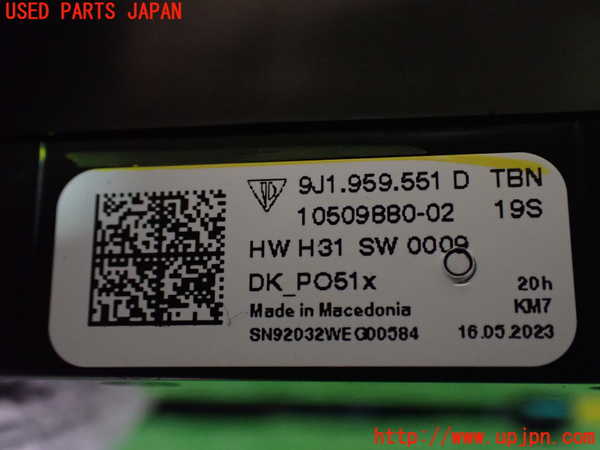 USED PARTS JAPAN
9J1.959.551 D TBN
10509880-02 19S
HW H31 SW 0009
DK_PO51x 20h
Made in Macedonia KM7
SN92032WEG00584 16.05.2023
http://www.upjpn.com/